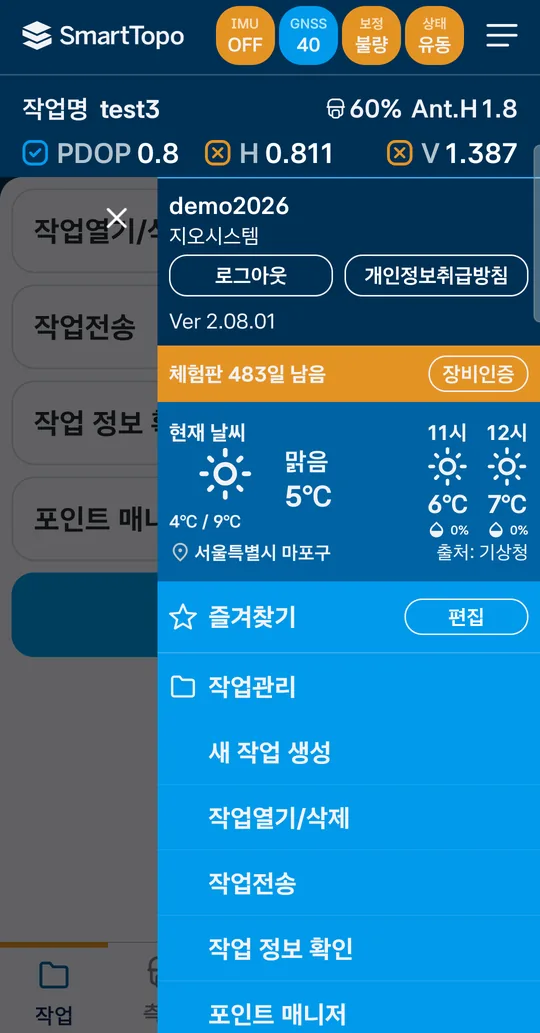 SmartTopo
IMU
OFF
GNSS
40
보정
불량
상태
유동
작업명 test3
60% Ant.H 1.8
PDOP 0.8
H 0.811
V 1.387
demo2026
지오시스템
로그아웃
개인정보취급방침
Ver 2.08.01
체험판 483일 남음
장비인증
현재 날씨
맑음
5℃
4℃ / 9℃
11시
12시
6℃
7℃
0%
0%
서울특별시 마포구
출처: 기상청
즐겨찾기
편집
작업관리
새 작업 생성
작업열기/삭제
작업전송
작업 정보 확인
포인트 매니저
작업열기/
작업전송
작업 정보
포인트
작업